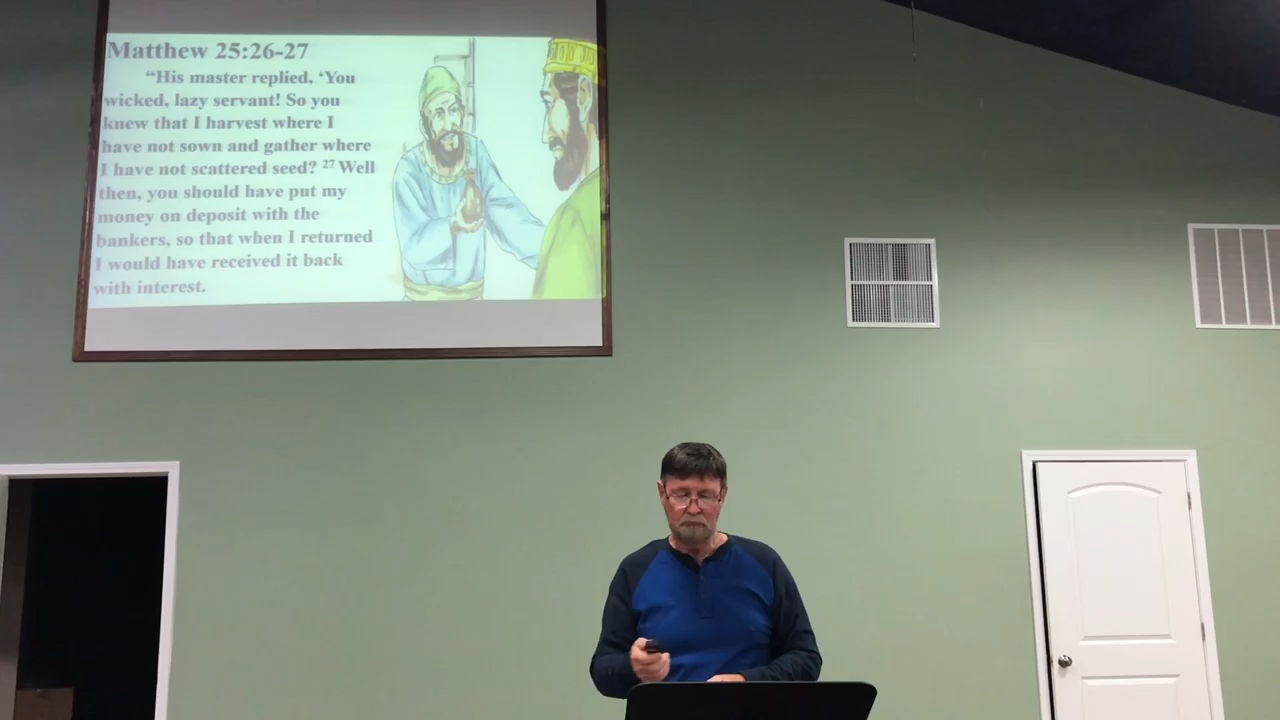 Matthew 25:26-27
“His master replied, ‘You
wicked, lazy servant! So you
knew that I harvest where I
have not sown and gather where
I have not scattered seed? 27 Well
then, you should have put my
money on deposit with the
bankers, so that when I returned
I would have received it back
with interest.